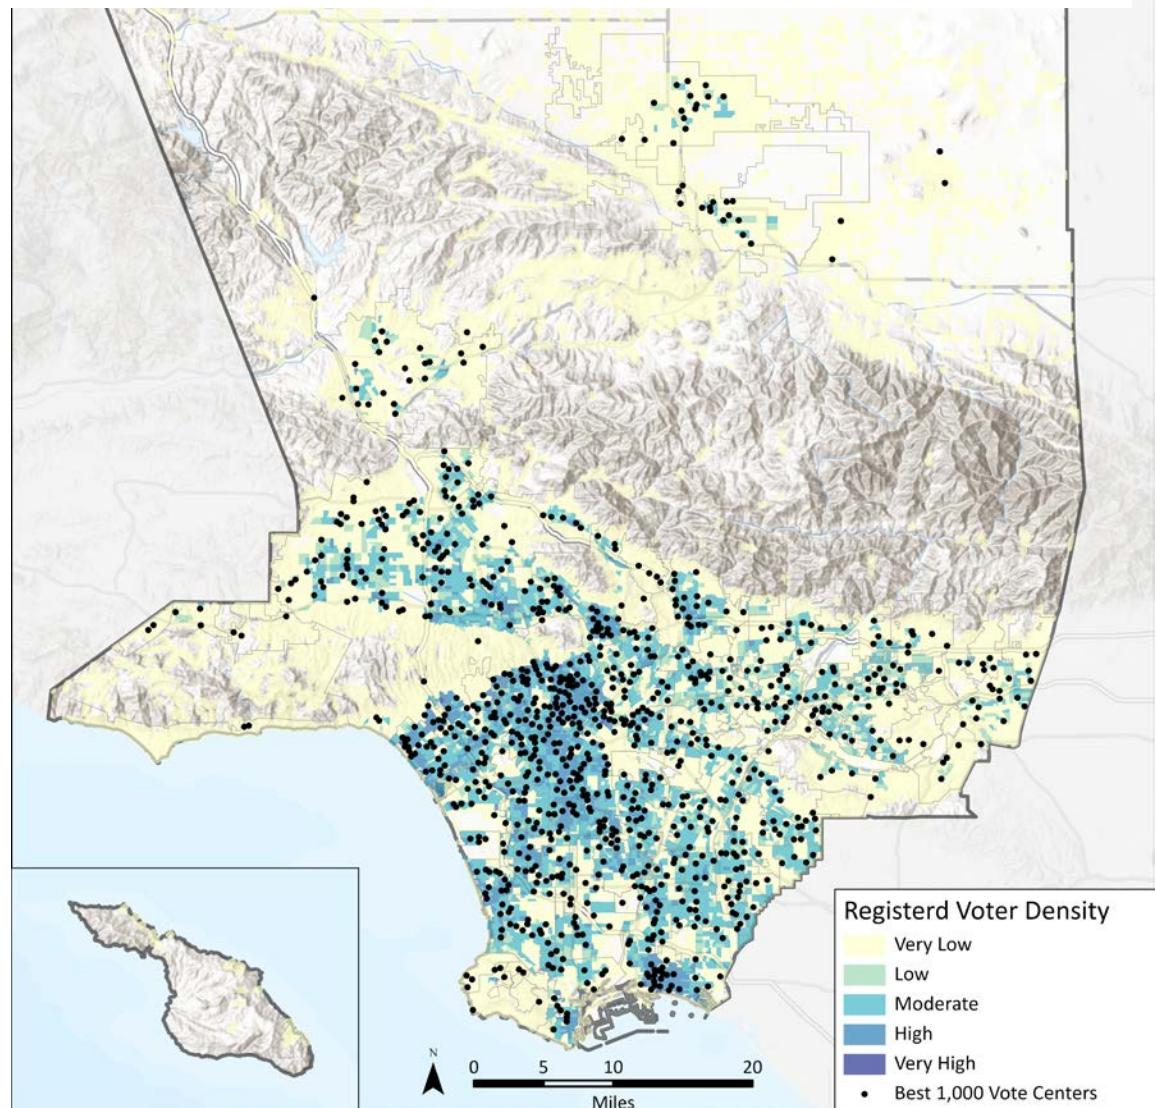 Registerd Voter Density
Very Low
Low
Moderate
High
Very High
Best 1,000 Vote Centers
N
0 5 10 20
Miles